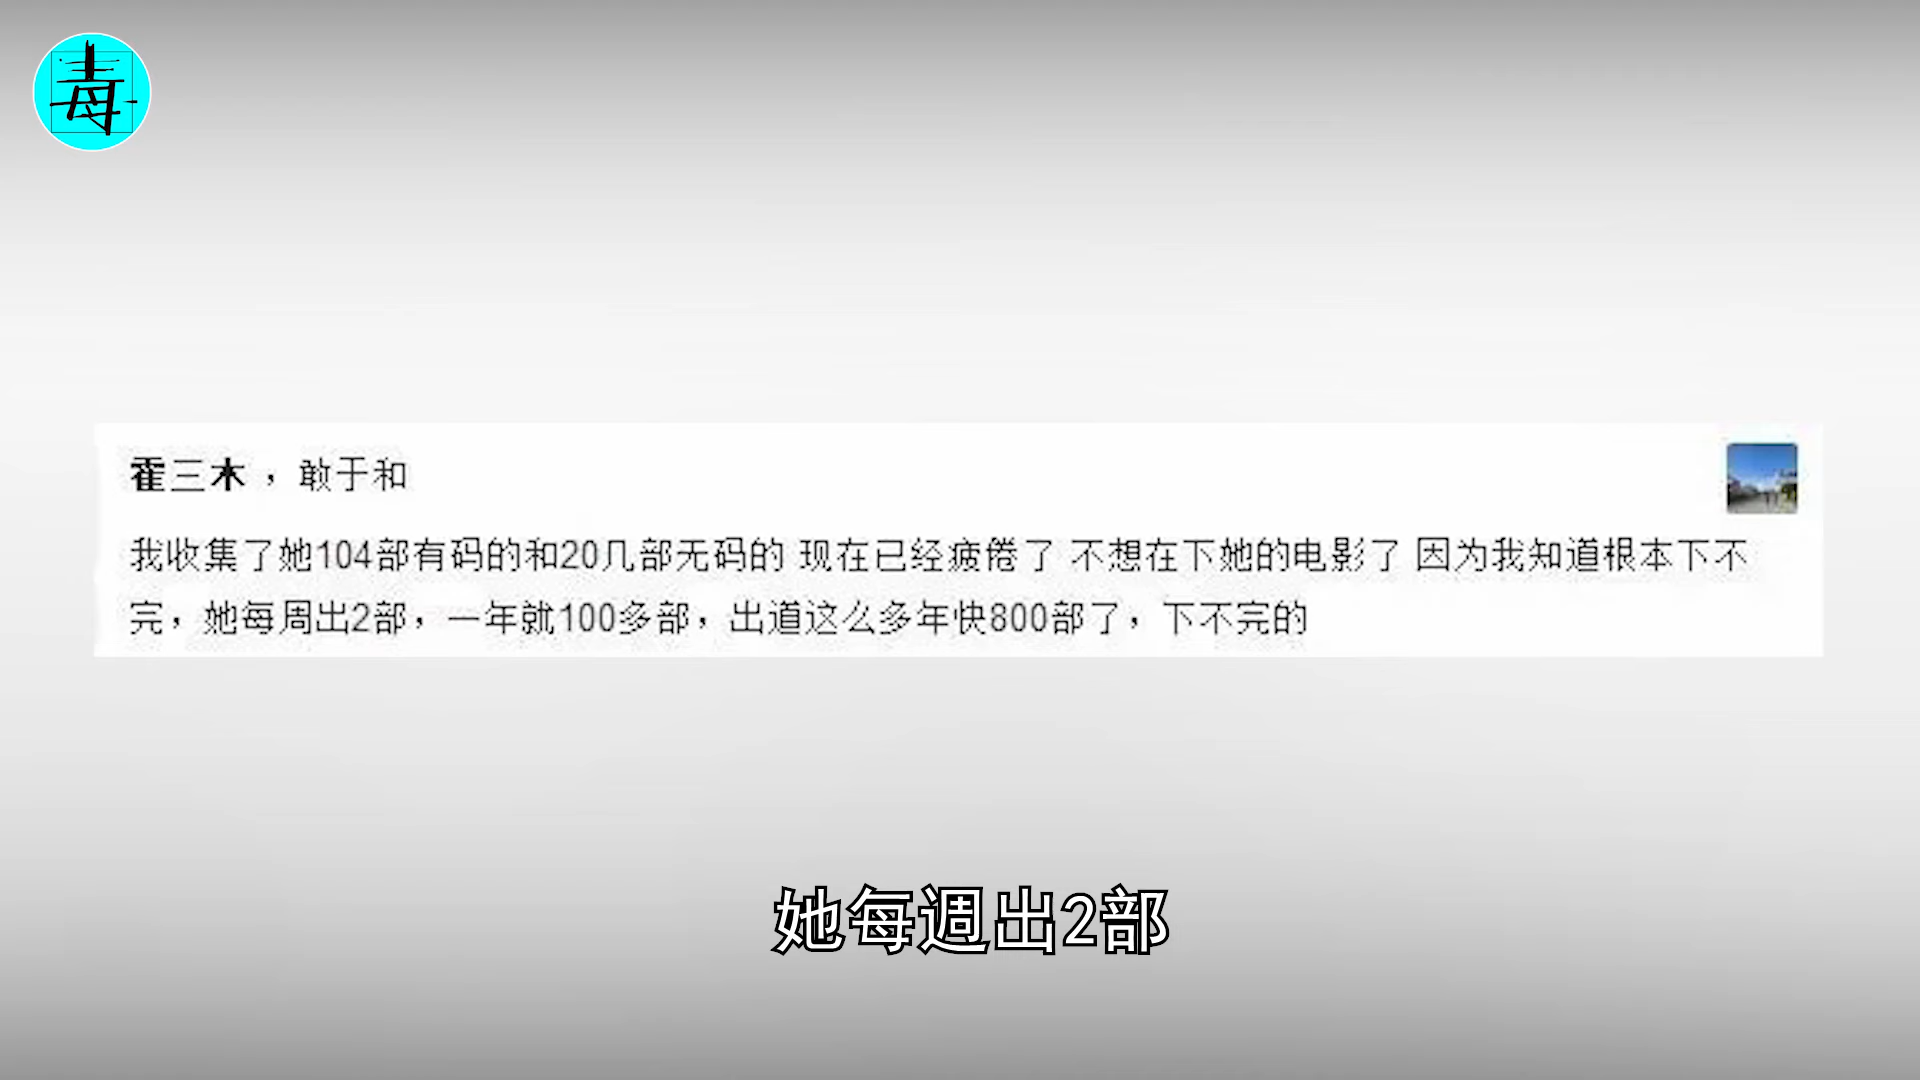 毒
霍三木，敢于和
我收集了她104部有码的和20几部无码的 现在已经疲倦了 不想在下她的电影了 因为我知道根本下不
完，她每周出2部，一年就100多部，出道这么多年快800部了，下不完的
她每週出2部